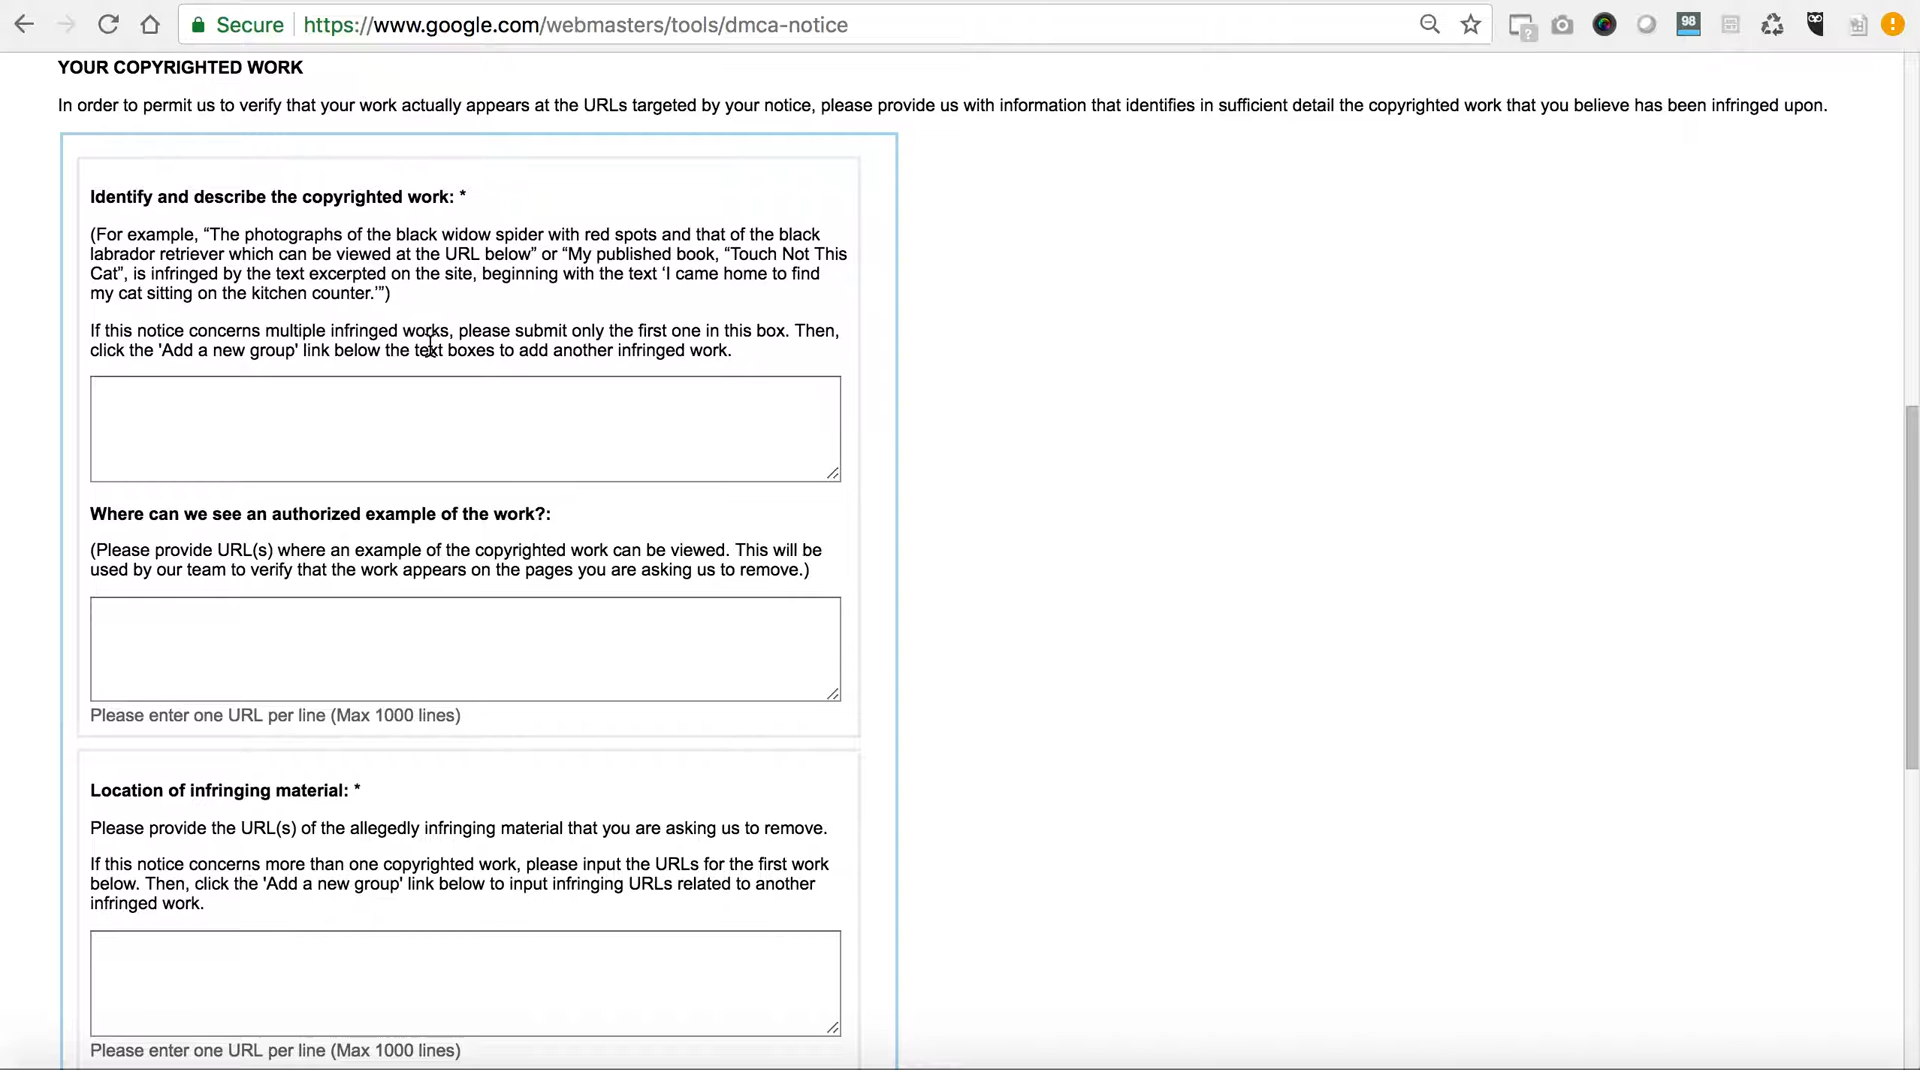 Secure https://www.google.com/webmasters/tools/dmca-notice
98
YOUR COPYRIGHTED WORK
In order to permit us to verify that your work actually appears at the URLs targeted by your notice, please provide us with information that identifies in sufficient detail the copyrighted work that you believe has been infringed upon.
Identify and describe the copyrighted work: *
(For example, “The photographs of the black widow spider with red spots and that of the black
labrador retriever which can be viewed at the URL below” or “My published book, “Touch Not This
Cat”, is infringed by the text excerpted on the site, beginning with the text ‘I came home to find
my cat sitting on the kitchen counter.’”)
If this notice concerns multiple infringed works, please submit only the first one in this box. Then,
click the 'Add a new group' link below the text boxes to add another infringed work.
Where can we see an authorized example of the work?:
(Please provide URL(s) where an example of the copyrighted work can be viewed. This will be
used by our team to verify that the work appears on the pages you are asking us to remove.)
Please enter one URL per line (Max 1000 lines)
Location of infringing material: *
Please provide the URL(s) of the allegedly infringing material that you are asking us to remove.
If this notice concerns more than one copyrighted work, please input the URLs for the first work
below. Then, click the 'Add a new group' link below to input infringing URLs related to another
infringed work.
Please enter one URL per line (Max 1000 lines)